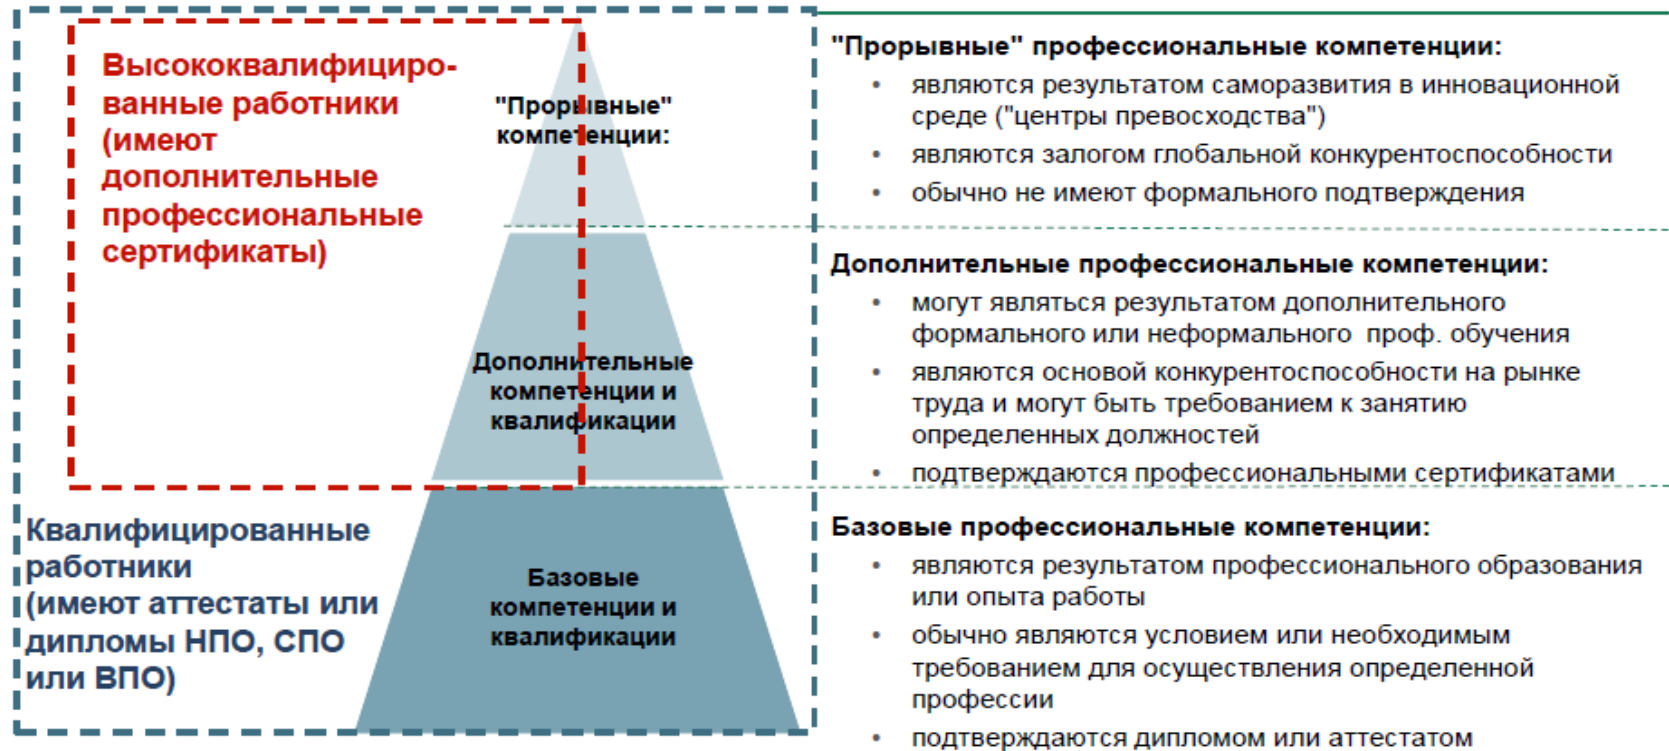 Высококвалифициро-
ванные работники
(имеют
дополнительные
профессиональные
сертификаты)
Квалифицированные
работники
(имеют аттестаты или
дипломы НПО, СПО
или ВПО)
"Прорывные"
компетенции:
Дополнительные
компетенции и
квалификации
Базовые
компетенции и
квалификации
"Прорывные" профессиональные компетенции:
• являются результатом саморазвития в инновационной
среде ("центры превосходства")
• являются залогом глобальной конкурентоспособности
• обычно не имеют формального подтверждения
Дополнительные профессиональные компетенции:
• могут являться результатом дополнительного
формального или неформального проф. обучения
• являются основой конкурентоспособности на рынке
труда и могут быть требованием к занятию
определенных должностей
• подтверждаются профессиональными сертификатами
Базовые профессиональные компетенции:
• являются результатом профессионального образования
или опыта работы
• обычно являются условием или необходимым
требованием для осуществления определенной
профессии
• подтверждаются дипломом или аттестатом